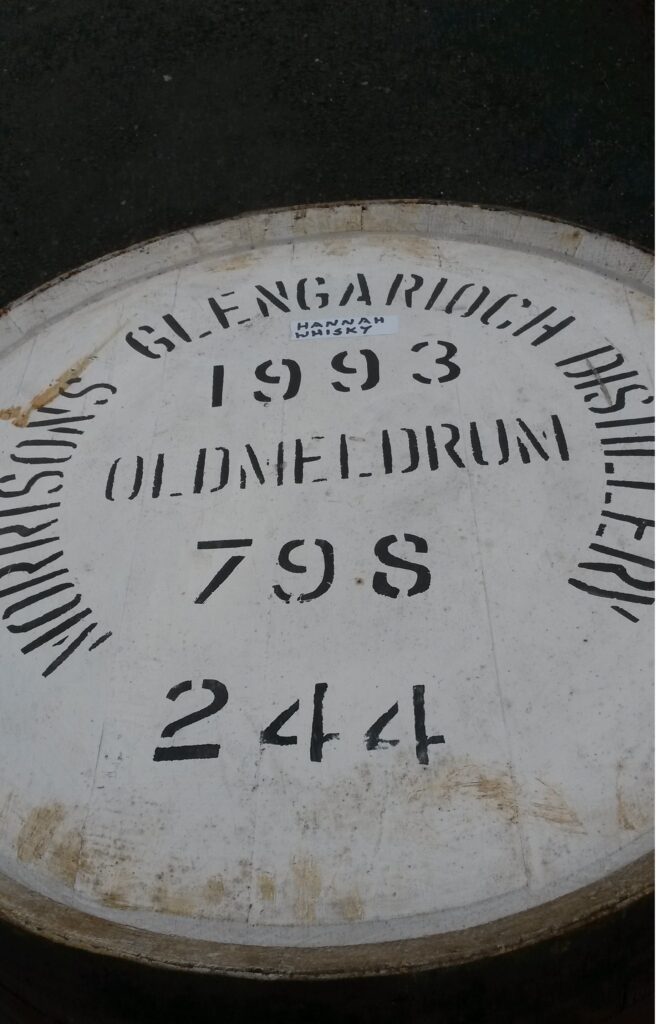 MORRISONS GLENGARIOCH DISTILLERY
HANNAH
WHISKY
1993
OLDMELDRUM
798
244